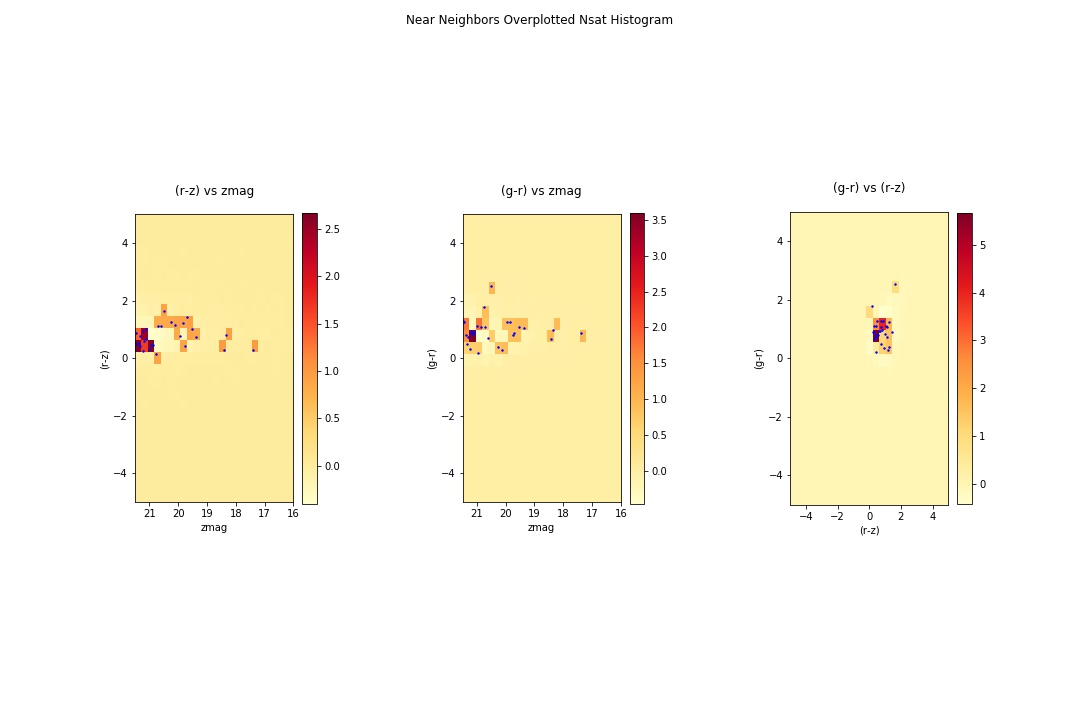 Near Neighbors Overplotted Nsat Histogram
(r-z) vs zmag
(g-r) vs zmag
(g-r) vs (r-z)
(r-z)
4
2
0
−2
−4
21 20 19 18 17 16
zmag
2.5
2.0
1.5
1.0
0.5
0.0
(g-r)
4
2
0
−2
−4
21 20 19 18 17 16
zmag
3.5
3.0
2.5
2.0
1.5
1.0
0.5
0.0
(g-r)
4
2
0
−2
−4
−4 −2 0 2 4
(r-z)
5
4
3
2
1
0